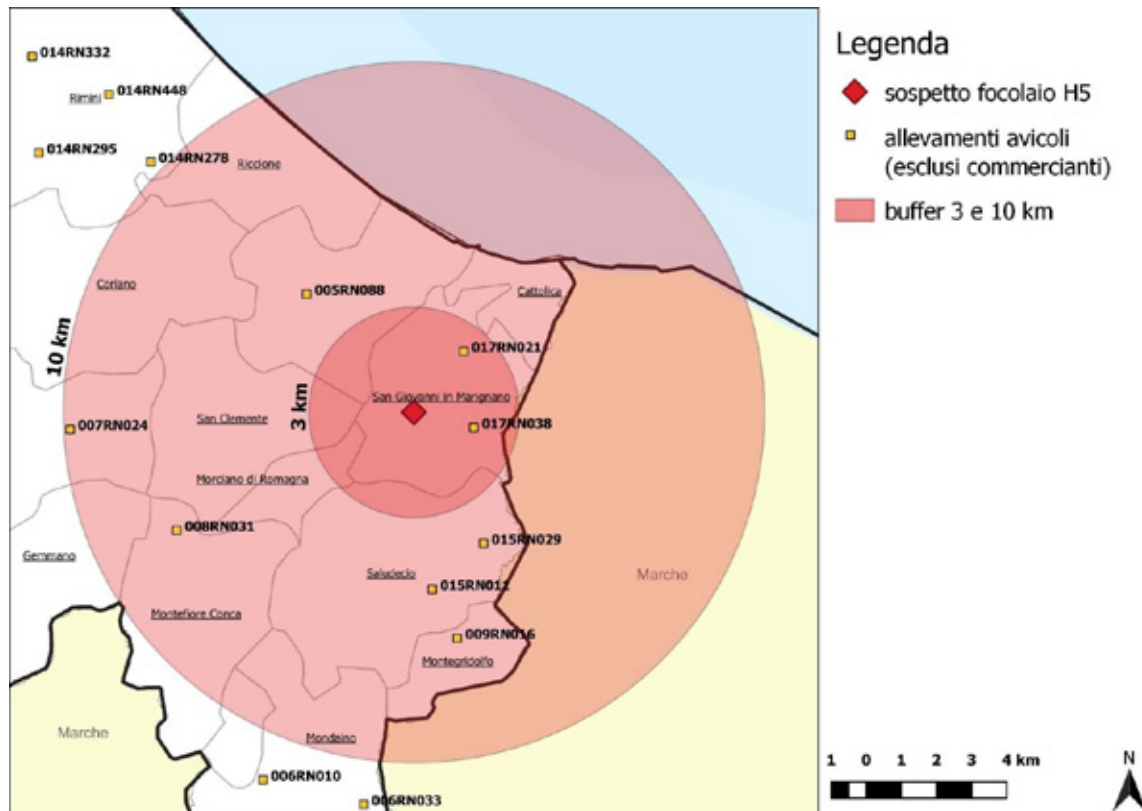 014RN332
Rimini
014RN448
014RN295
014RN278
Riccione
Coriano
005RN088
Cattolica
10 km
3 km
017RN021
San Giovanni in Marignano
San Clemente
007RN024
017RN038
Morciano di Romagna
008RN031
015RN029
Gemmano
Saludecio
Marche
015RN011
Montefiore Conca
009RN016
Montegridolfo
Marche
Mondaino
006RN010
006RN033
Legenda
sospetto focolaio H5
allevamenti avicoli
(esclusi commercianti)
buffer 3 e 10 km
1 0 1 2 3 4 km
N